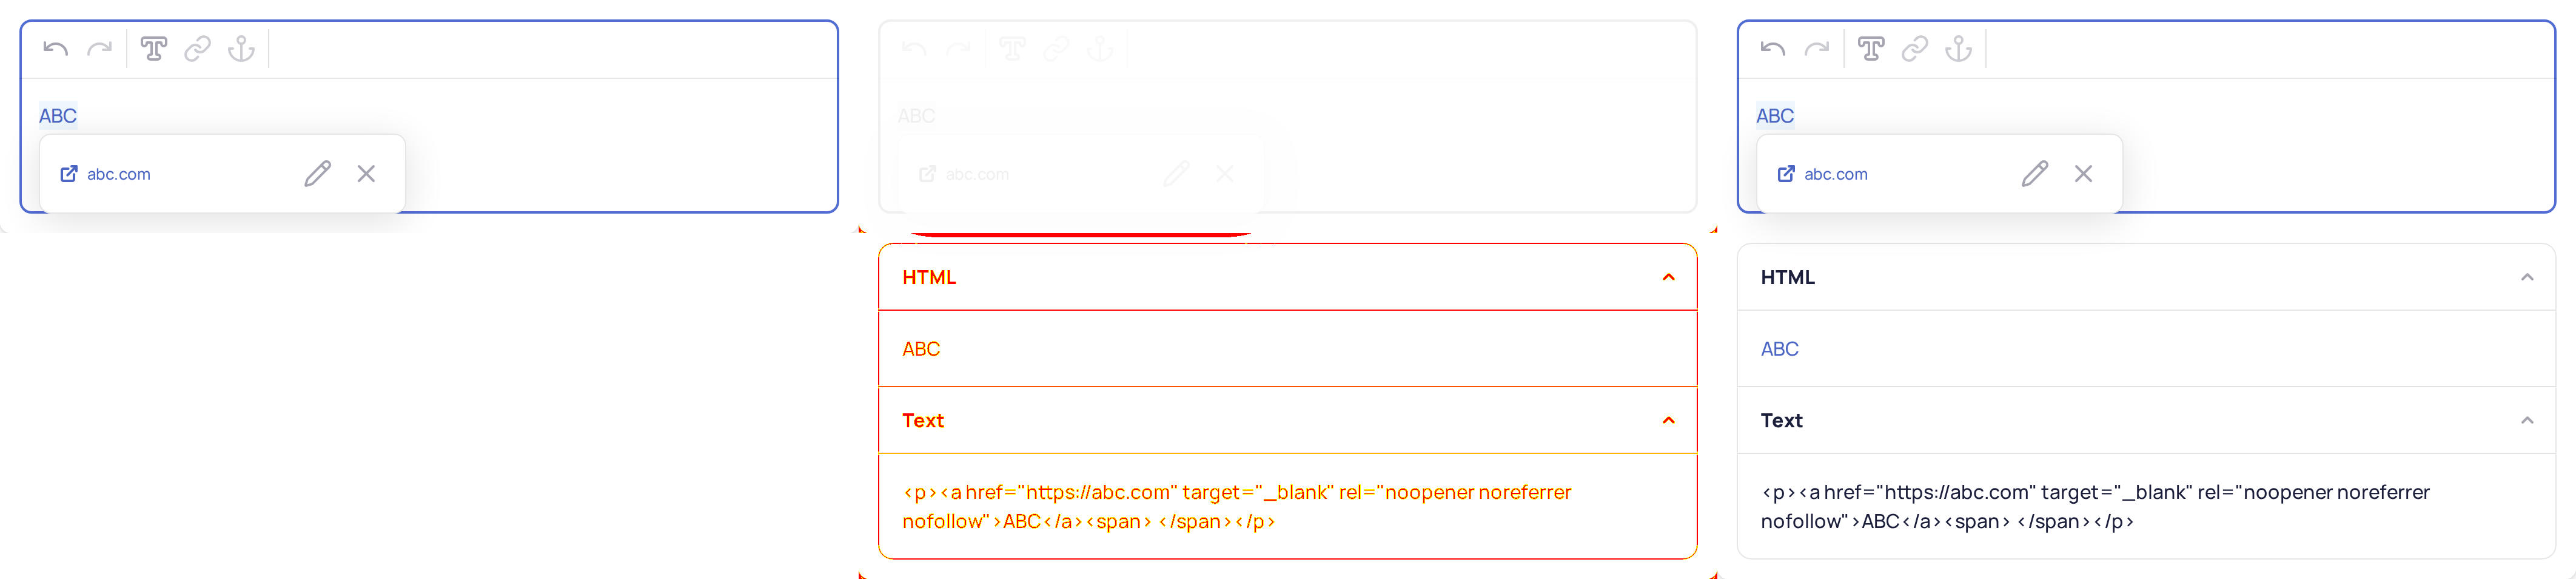 ABC
abc.com
ABC
abc.com
HTML
ABC
Text
<p><a href="https://abc.com" target="_blank" rel="noopener noreferrer
nofollow">ABC</a><span> </span></p>
ABC
abc.com
HTML
ABC
Text
<p><a href="https://abc.com" target="_blank" rel="noopener noreferrer
nofollow">ABC</a><span> </span></p>